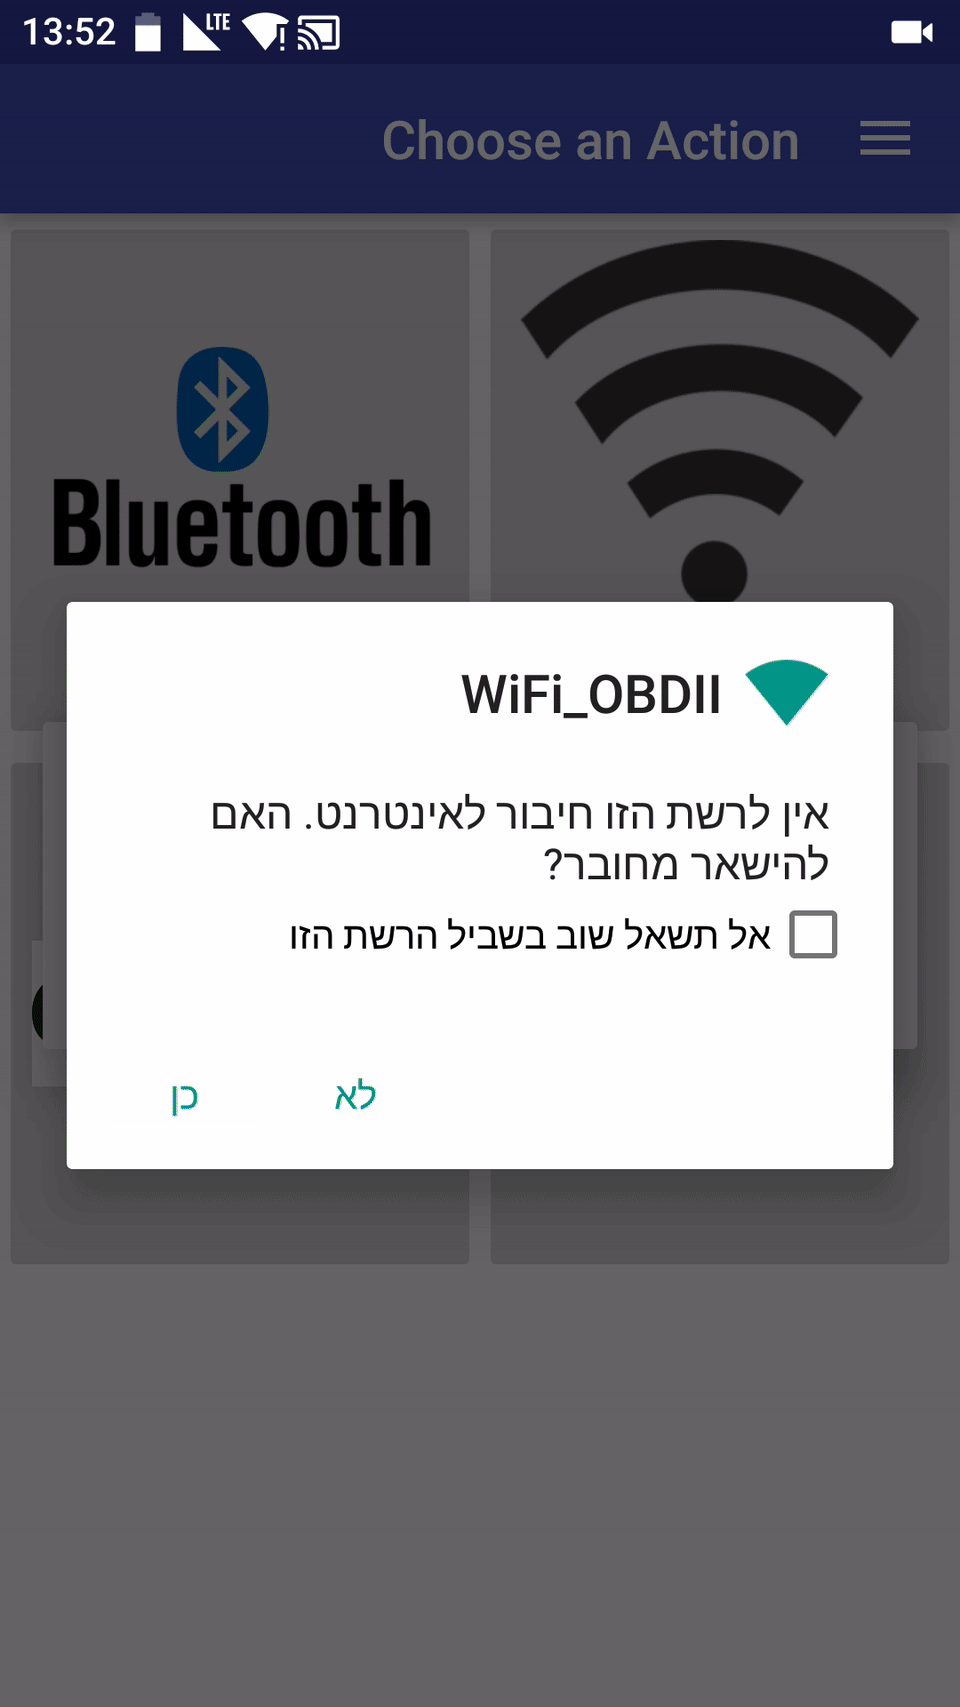 13:52 LTE
Choose an Action
Bluetooth
WiFi_OBDII
אין לרשת הזו חיבור לאינטרנט. האם
להישאר מחובר?
אל תשאל שוב בשביל הרשת הזו
לא
כן